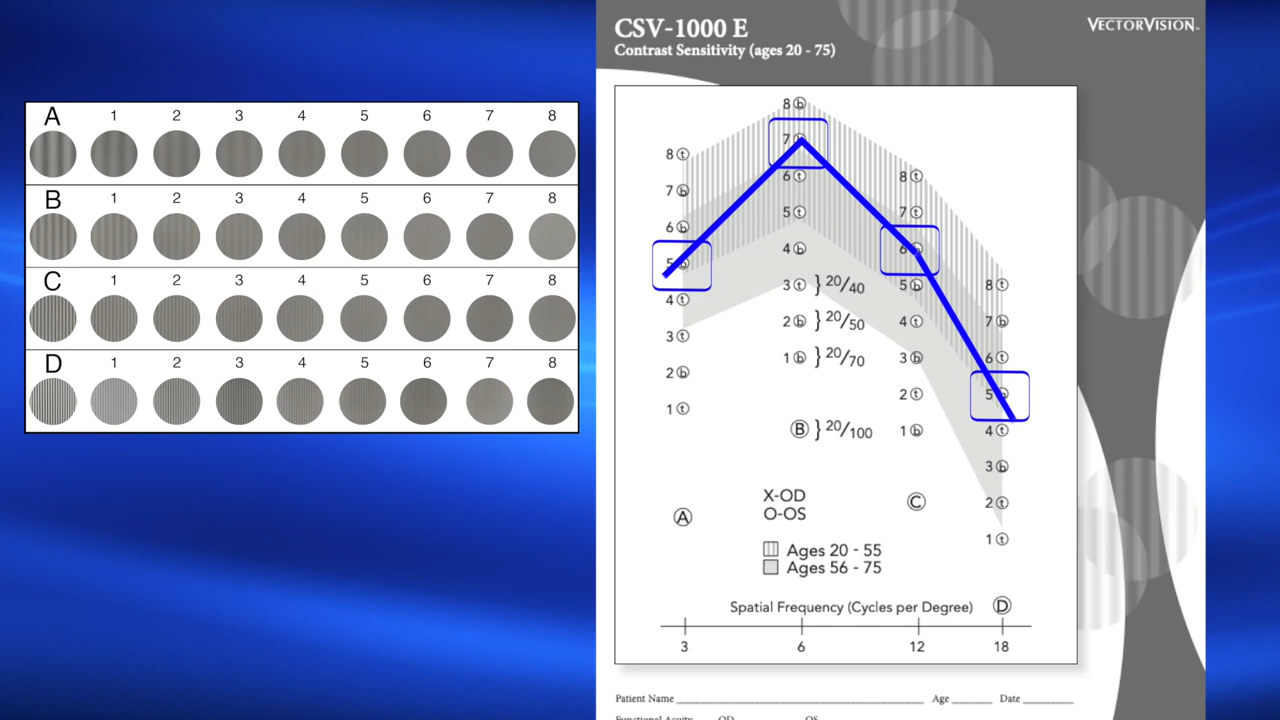 A 1 2 3 4 5 6 7 8
B 1 2 3 4 5 6 7 8
C 1 2 3 4 5 6 7 8
D 1 2 3 4 5 6 7 8
CSV-1000 E
Contrast Sensitivity (ages 20 - 75)
VECTORVISION
8 t
7 b
6 b
5 b
4 t
3 t
2 b
1 t
A
8 b
7
6 t
5 t
4 b
3 t } 20/40
2 b } 20/50
1 b } 20/70
B } 20/100
8 t
7 t
6 b
5 b
4 t
3 b
2 t
1 b
C
8 t
7 b
6 t
5 b
4 t
3 b
2 t
1 t
D
X-OD
O-OS
Ages 20 - 55
Ages 56 - 75
Spatial Frequency (Cycles per Degree)
3 6 12 18
Patient Name Age Date
Functional Acuity OD OS